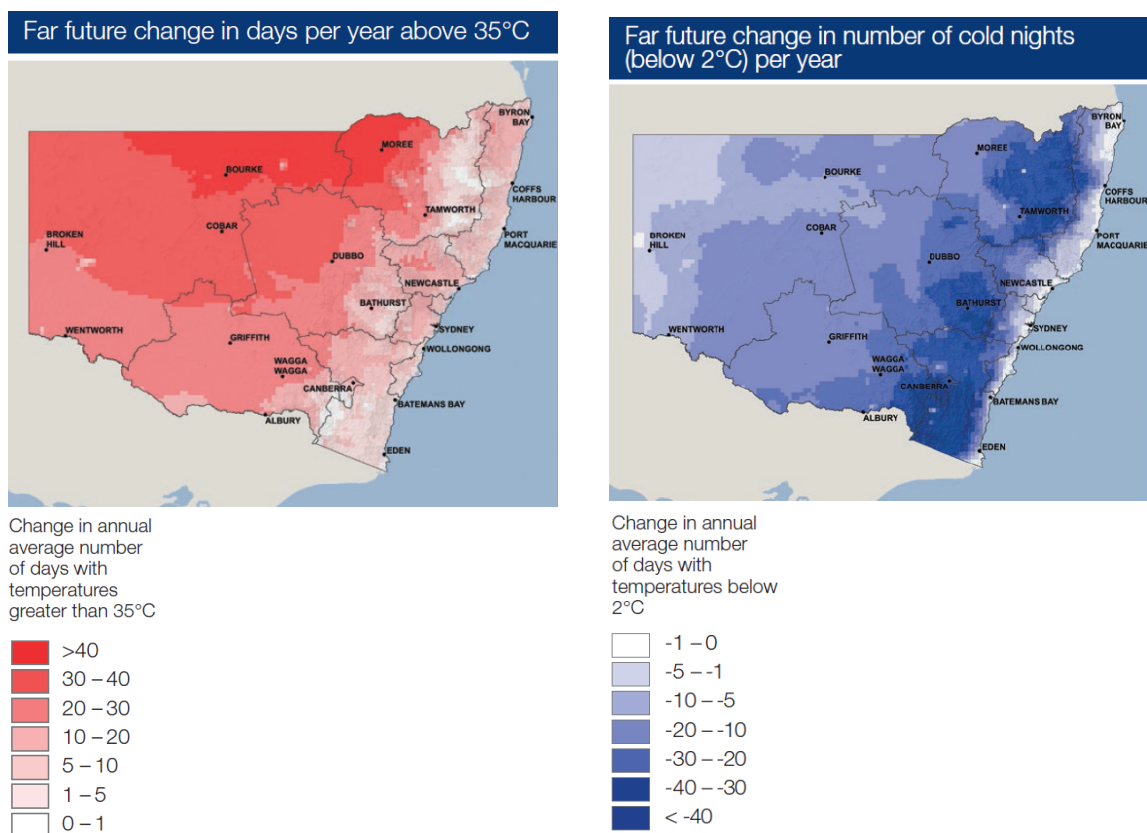 Far future change in days per year above 35°C
BYRON
BAY
MOREE
BOURKE
COFFS
HARBOUR
TAMWORTH
COBAR
PORT
MACQUARIE
BROKEN
HILL
DUBBO
NEWCASTLE
BATHURST
SYDNEY
WENTWORTH
GRIFFITH
WOLLONGONG
WAGGA
WAGGA
CANBERRA
BATEMANS BAY
ALBURY
EDEN
Change in annual
average number
of days with
temperatures
greater than 35°C
>40
30 – 40
20 – 30
10 – 20
5 – 10
1 – 5
0 – 1
Far future change in number of cold nights
(below 2°C) per year
BYRON
BAY
MOREE
BOURKE
COFFS
HARBOUR
TAMWORTH
COBAR
PORT
MACQUARIE
BROKEN
HILL
DUBBO
NEWCASTLE
BATHURST
SYDNEY
WENTWORTH
GRIFFITH
WOLLONGONG
WAGGA
WAGGA
CANBERRA
BATEMANS BAY
ALBURY
EDEN
Change in annual
average number
of days with
temperatures below
2°C
-1 – 0
-5 – -1
-10 – -5
-20 – -10
-30 – -20
-40 – -30
< -40